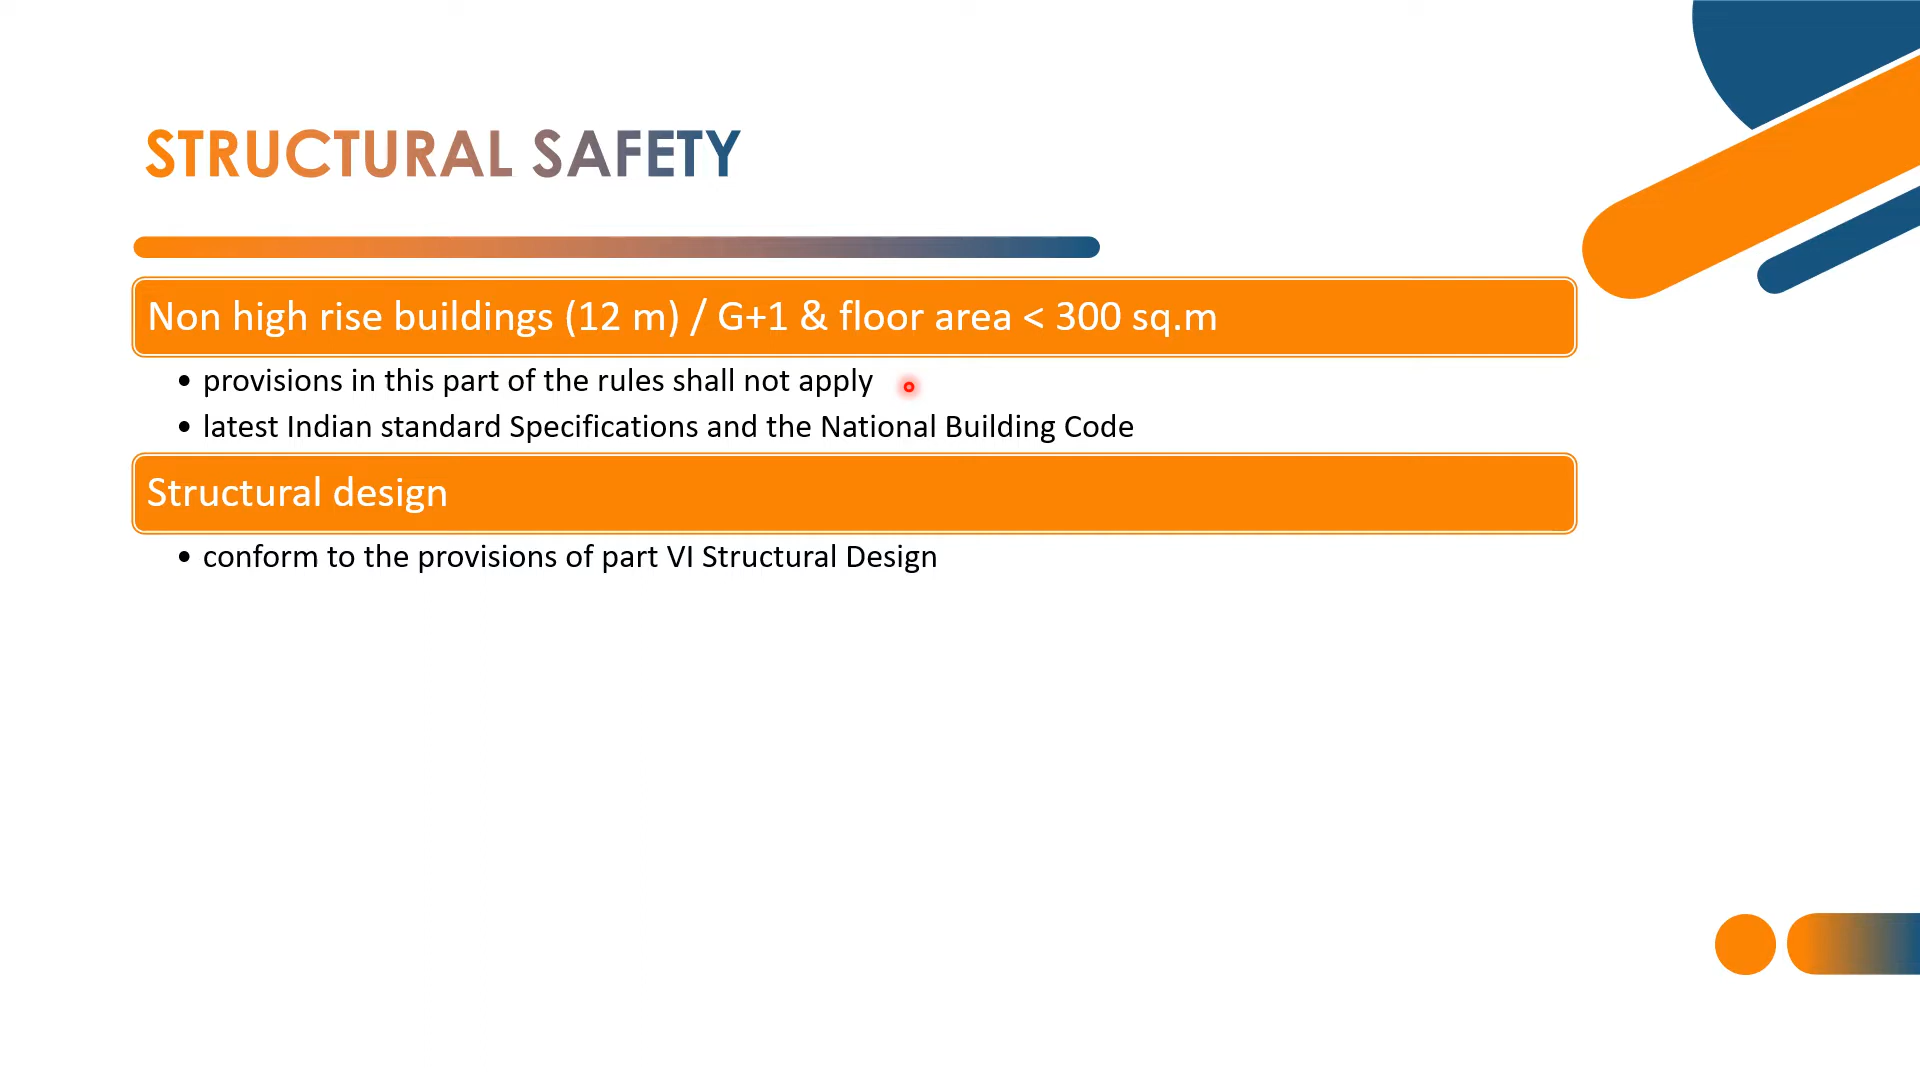 STRUCTURAL SAFETY
Non high rise buildings (12 m) / G+1 & floor area < 300 sq.m
• provisions in this part of the rules shall not apply
• latest Indian standard Specifications and the National Building Code
Structural design
• conform to the provisions of part VI Structural Design